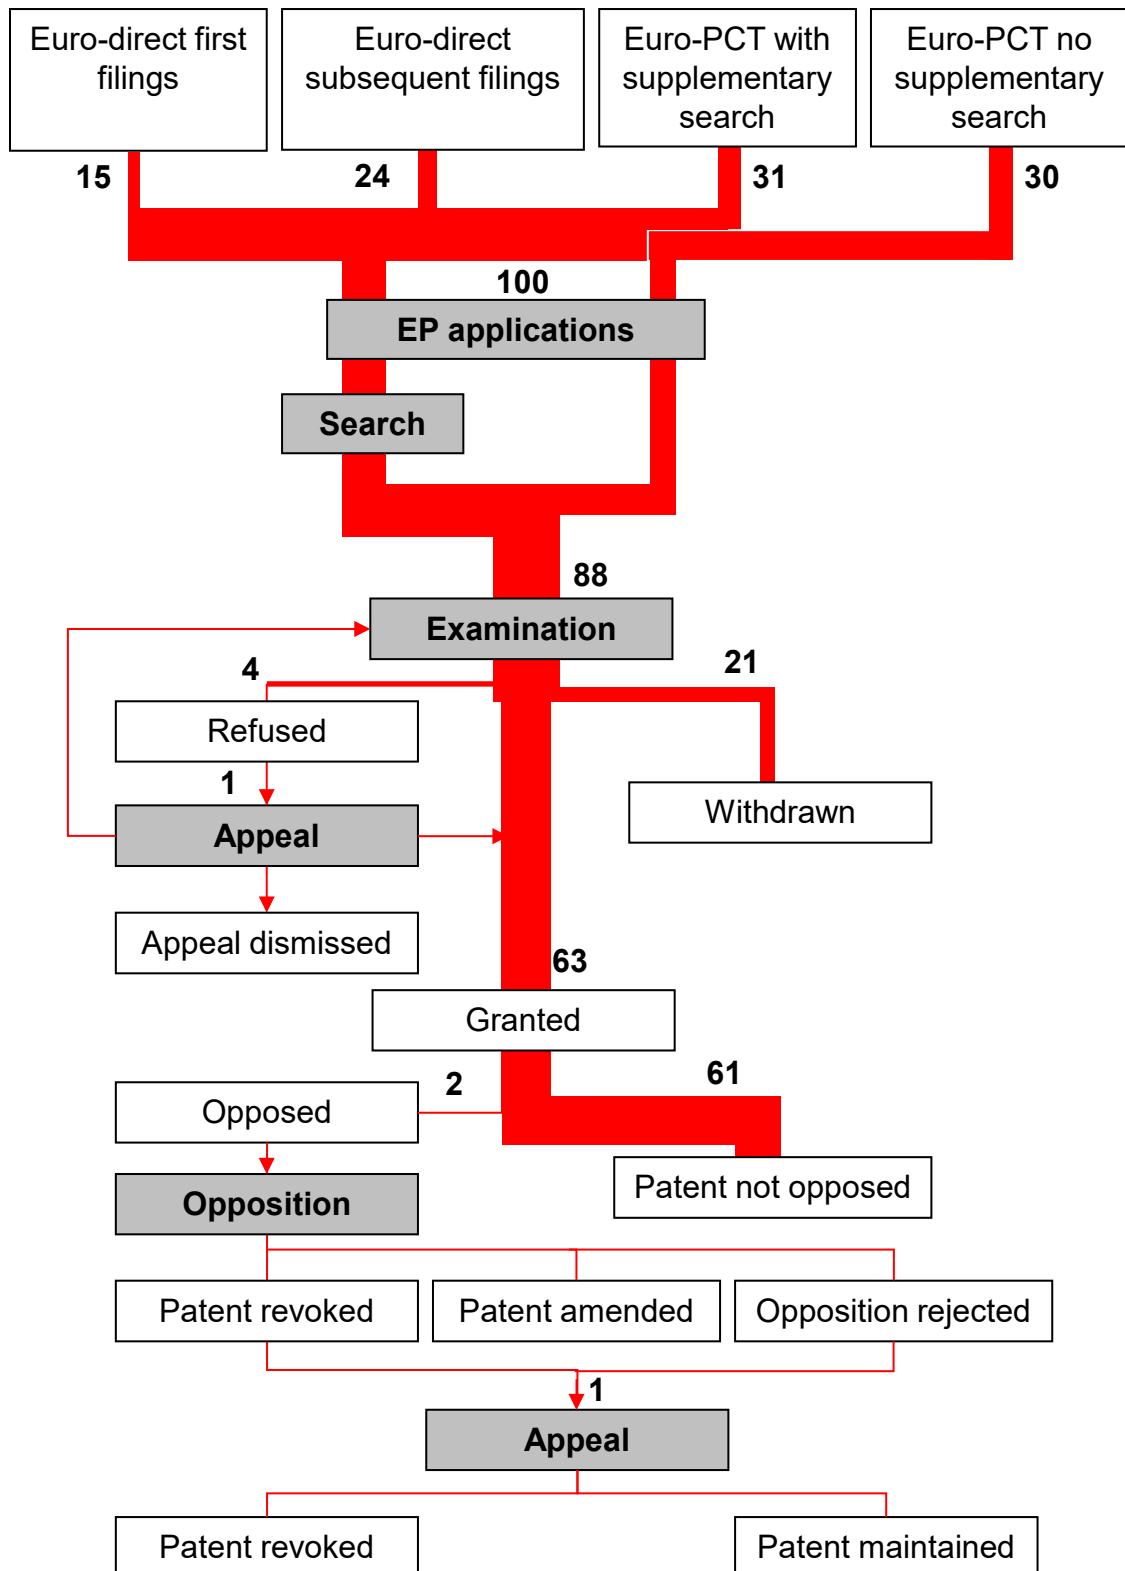 Euro-direct first
filings
Euro-direct
subsequent filings
Euro-PCT with
supplementary
search
Euro-PCT no
supplementary
search
15
24
31
30
100
EP applications
Search
88
Examination
4
21
Refused
1
Withdrawn
Appeal
Appeal dismissed
63
Granted
2
61
Opposed
Patent not opposed
Opposition
Patent revoked
Patent amended
Opposition rejected
1
Appeal
Patent revoked
Patent maintained